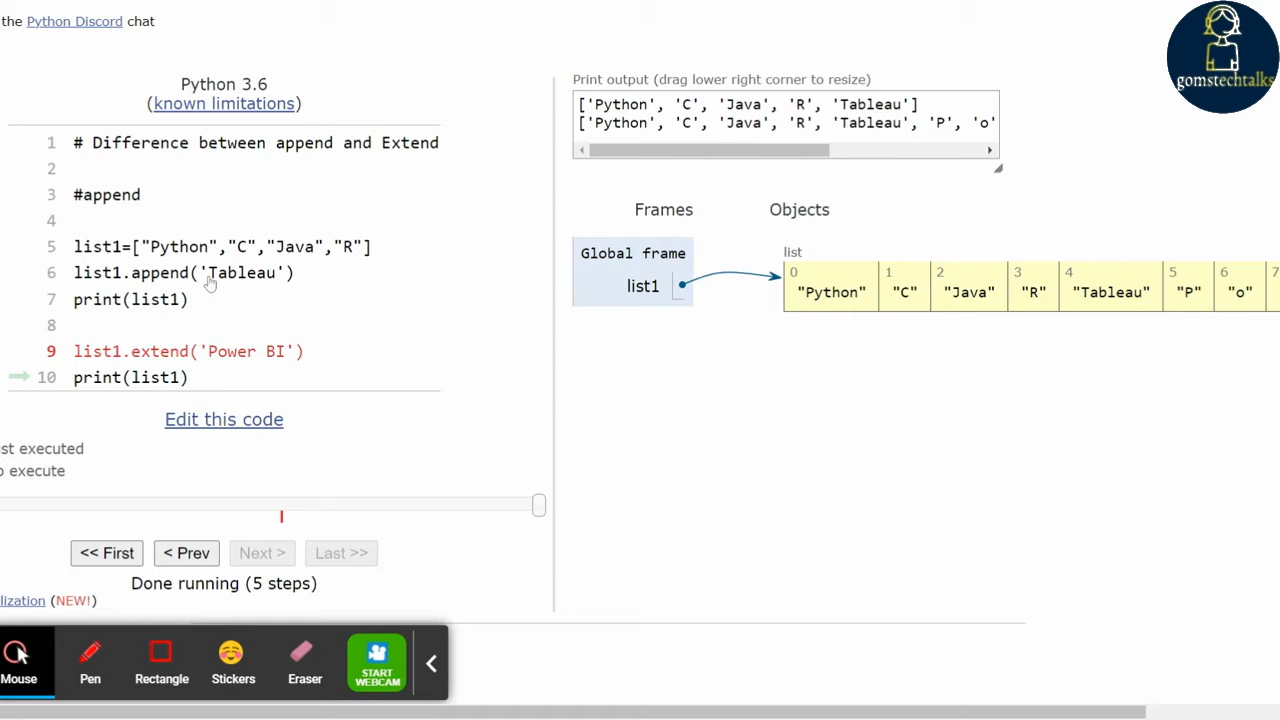 the Python Discord chat
gomstechtalks
Python 3.6
(known limitations)
1 # Difference between append and Extend
2
3 #append
4
5 list1=["Python","C","Java","R"]
6 list1.append('Tableau')
7 print(list1)
8
9 list1.extend('Power BI')
10 print(list1)
Edit this code
st executed
o execute
<< First < Prev Next > Last >>
Done running (5 steps)
lization (NEW!)
Print output (drag lower right corner to resize)
['Python', 'C', 'Java', 'R', 'Tableau']
['Python', 'C', 'Java', 'R', 'Tableau', 'P', 'o'
Frames Objects
Global frame
list1
list
0 1 2 3 4 5 6 7
"Python" "C" "Java" "R" "Tableau" "P" "o"
Mouse Pen Rectangle Stickers Eraser START
WEBCAM